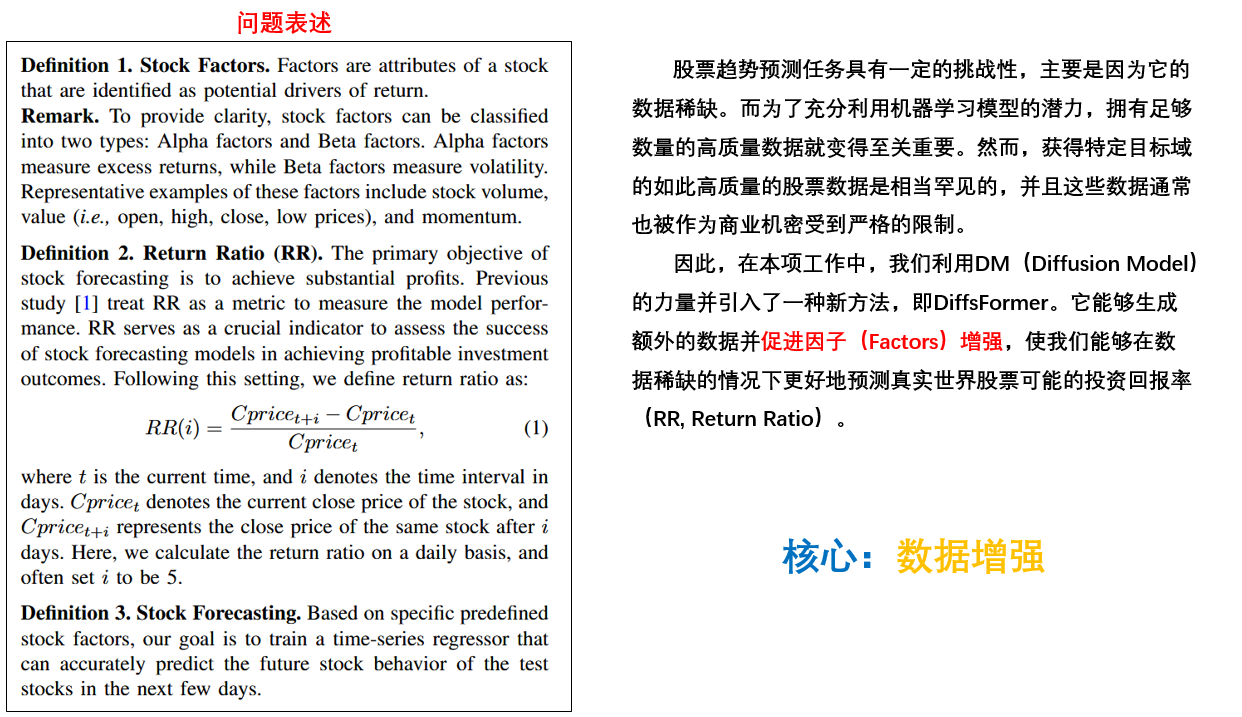 问题表述
Definition 1. Stock Factors. Factors are attributes of a stock
that are identified as potential drivers of return.
Remark. To provide clarity, stock factors can be classified
into two types: Alpha factors and Beta factors. Alpha factors
measure excess returns, while Beta factors measure volatility.
Representative examples of these factors include stock volume,
value (i.e., open, high, close, low prices), and momentum.
Definition 2. Return Ratio (RR). The primary objective of
stock forecasting is to achieve substantial profits. Previous
study [1] treat RR as a metric to measure the model perfor-
mance. RR serves as a crucial indicator to assess the success
of stock forecasting models in achieving profitable investment
outcomes. Following this setting, we define return ratio as:
RR(i) = \frac{Cprice_{t+i} − Cprice_t}{Cprice_t}, (1)
where t is the current time, and i denotes the time interval in
days. Cprice_t denotes the current close price of the stock, and
Cprice_{t+i} represents the close price of the same stock after i
days. Here, we calculate the return ratio on a daily basis, and
often set i to be 5.
Definition 3. Stock Forecasting. Based on specific predefined
stock factors, our goal is to train a time-series regressor that
can accurately predict the future stock behavior of the test
stocks in the next few days.
股票趋势预测任务具有一定的挑战性，主要是因为它的
数据稀缺。而为了充分利用机器学习模型的潜力，拥有足够
数量的高质量数据就变得至关重要。然而，获得特定目标域
的如此高质量的股票数据是相当罕见的，并且这些数据通常
也被作为商业机密受到严格的限制。
因此，在本项工作中，我们利用DM（Diffusion Model）
的力量并引入了一种新方法，即DiffsFormer。它能够生成
额外的数据并促进因子（Factors）增强，使我们能够在数
据稀缺的情况下更好地预测真实世界股票可能的投资回报率
（RR, Return Ratio）。
核心：数据增强